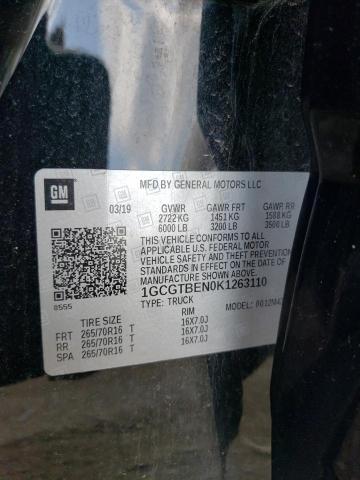 GM
MFD BY GENERAL MOTORS LLC
03/19 GVWR GAWR FRT GAWR RR
2722 KG 1451 KG 1588 KG
6000 LB 3200 LB 3500 LB
THIS VEHICLE CONFORMS TO ALL
APPLICABLE U.S. FEDERAL MOTOR
VEHICLE SAFETY AND THEFT PREVENTION
STANDARDS IN EFFECT ON THE DATE OF
MANUFACTURE SHOWN ABOVE.
1GCGTBEN0K1263110
8555 TYPE: TRUCK MODEL:
TIRE SIZE RIM
FRT 265/70R16 T 16X7.0J
RR 265/70R16 T 16X7.0J
SPA 265/70R16 T 16X7.0J